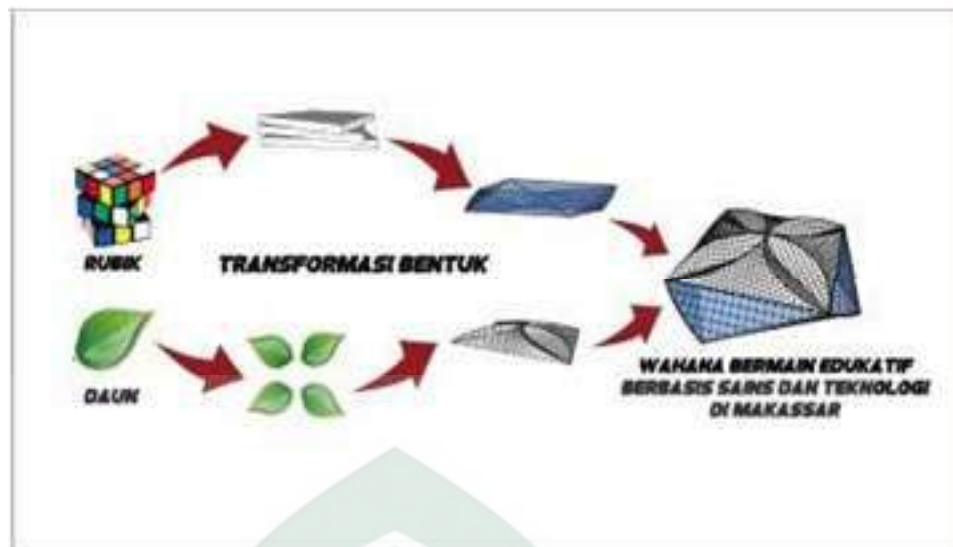 RUBIK
TRANSFORMASI BENTUK
DAUN
WAHANA BERMAIN EDUKATIF
BERBASIS SAINS DAN TEKNOLOGI
DI MAKASSAR